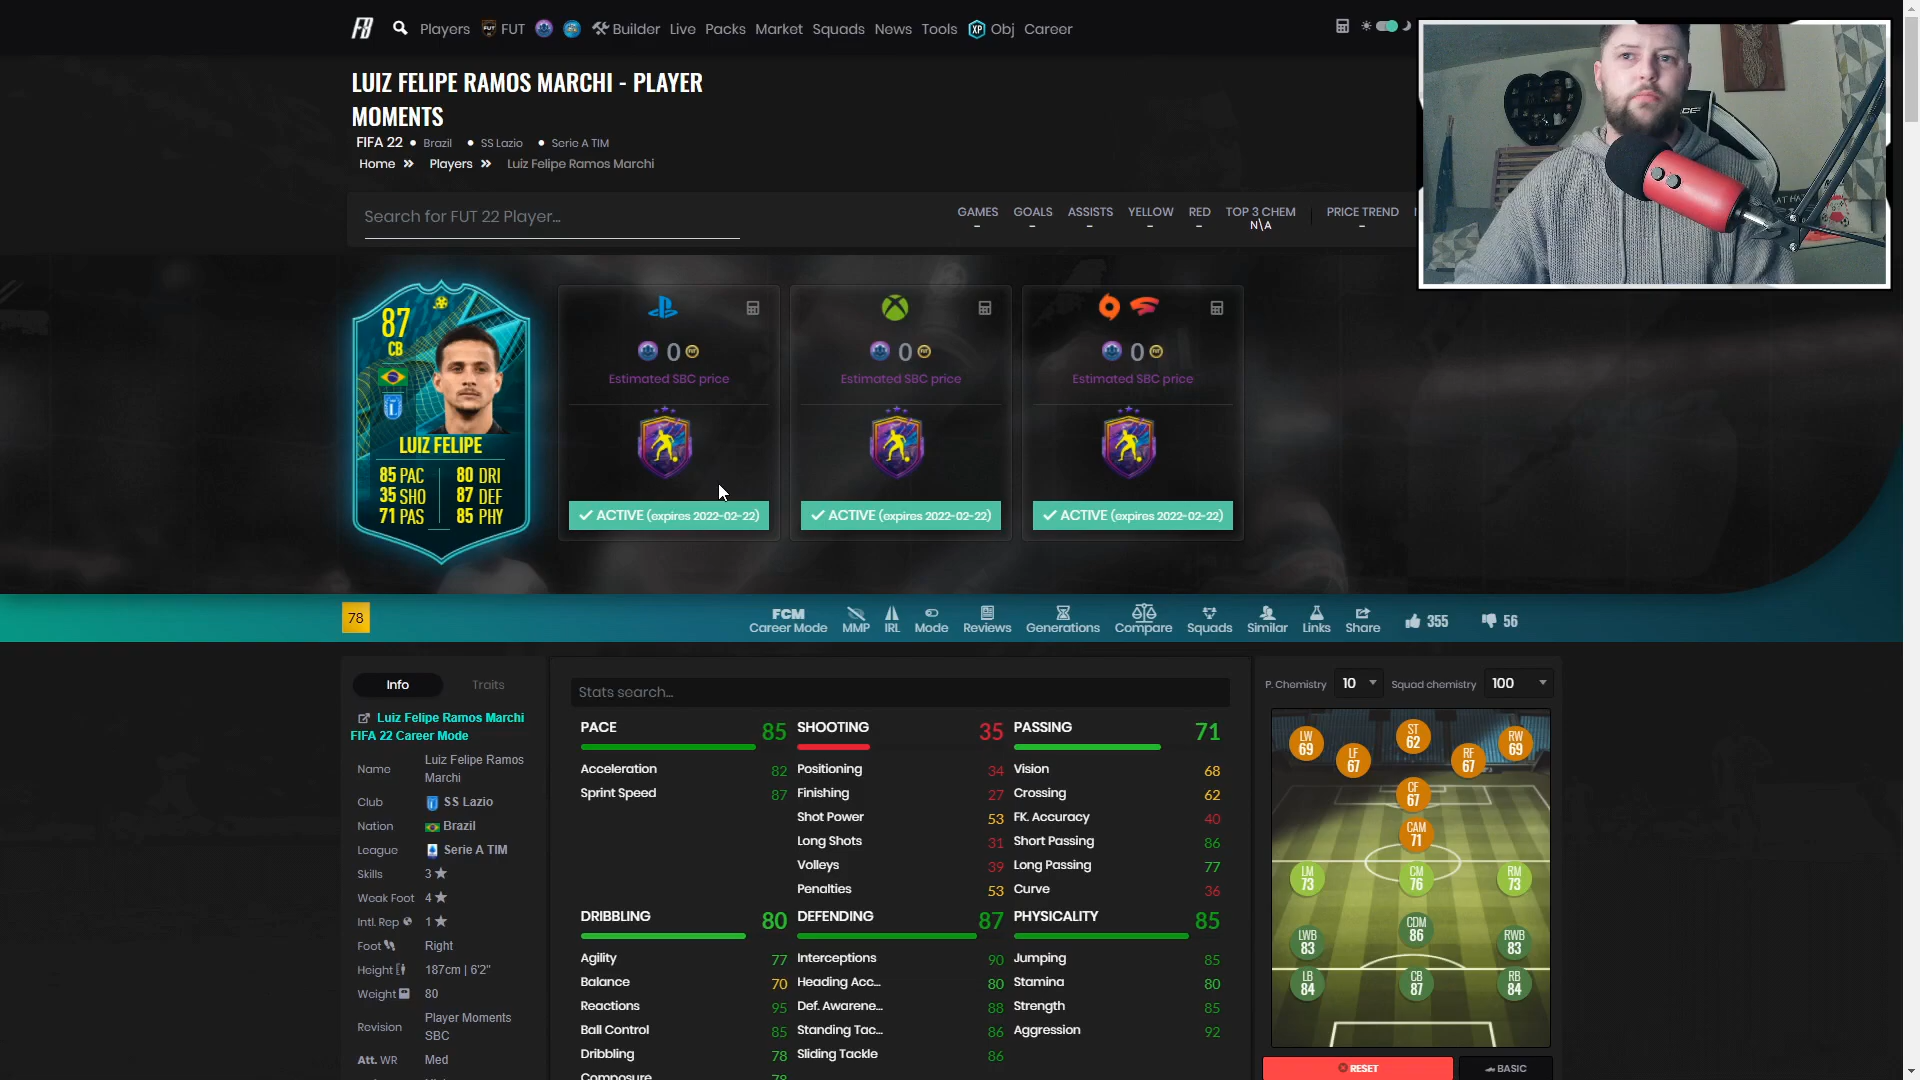 Players FUT Builder Live Packs Market Squads News Tools XP Obj Career
LUIZ FELIPE RAMOS MARCHI - PLAYER
MOMENTS
FIFA 22 • Brazil • SS Lazio • Serie A TIM
Home » Players » Luiz Felipe Ramos Marchi
Search for FUT 22 Player...
GAMES GOALS ASSISTS YELLOW RED TOP 3 CHEM PRICE TREND
- - - - - N\A -
87
CB
LUIZ FELIPE
85 PAC 80 DRI
35 SHO 87 DEF
71 PAS 85 PHY
0 0 0
Estimated SBC price Estimated SBC price Estimated SBC price
ACTIVE (expires 2022-02-22) ACTIVE (expires 2022-02-22) ACTIVE (expires 2022-02-22)
78
FCM
Career Mode MMP IRL Mode Reviews Generations Compare Squads Similar Links Share 355 56
Info Traits
Luiz Felipe Ramos Marchi
FIFA 22 Career Mode
Name Luiz Felipe Ramos
Marchi
Club SS Lazio
Nation Brazil
League Serie A TIM
Skills 3
Weak Foot 4
Intl. Rep 1
Foot Right
Height 187cm | 6'2"
Weight 80
Revision Player Moments
SBC
Att. WR Med
Stats search...
PACE 85
Acceleration 82
Sprint Speed 87
SHOOTING 35
Positioning 34
Finishing 27
Shot Power 53
Long Shots 31
Volleys 39
Penalties 53
PASSING 71
Vision 68
Crossing 62
FK. Accuracy 40
Short Passing 86
Long Passing 77
Curve 36
DRIBBLING 80
Agility 77
Balance 70
Reactions 95
Ball Control 85
Dribbling 78
Composure 78
DEFENDING 87
Interceptions 90
Heading Acc... 80
Def. Awarene... 88
Standing Tac... 86
Sliding Tackle 86
PHYSICALITY 85
Jumping 85
Stamina 80
Strength 85
Aggression 92
P. Chemistry 10 Squad chemistry 100
LW 69
ST 62
RW 69
LF 67
RF 67
CF 67
CAM 71
LM 73
CM 76
RM 73
CDM 86
LWB 83
RWB 83
LB 84
CB 87
RB 84
RESET BASIC